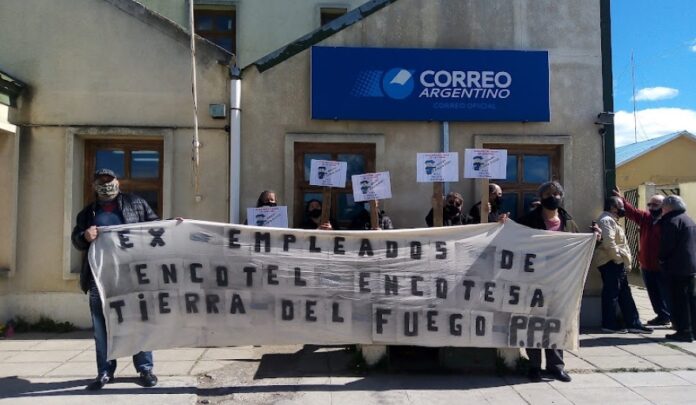 CORREO
ARGENTINO
CORREO OFICIAL
EX EMPLEADOS DE
ENCOTEL ENCOTESA
TIERRA DEL FUEGO P.P.P.